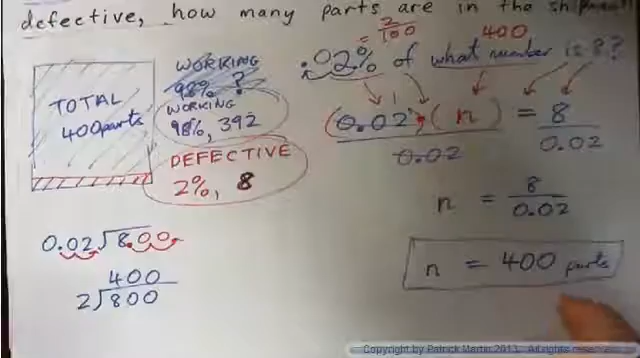 defective, how many parts are in the shipment?
= 2/100
400
.02% of what number is 8?
WORKING
98% ?
WORKING
98%, 392
TOTAL
400 parts
DEFECTIVE
2%, 8
(0.02) (n) = 8
0.02 0.02
n = 8/0.02
n = 400 parts
0.02)8.00
400
2)800
Copyright by Patrick Martin 2013. All rights reserved